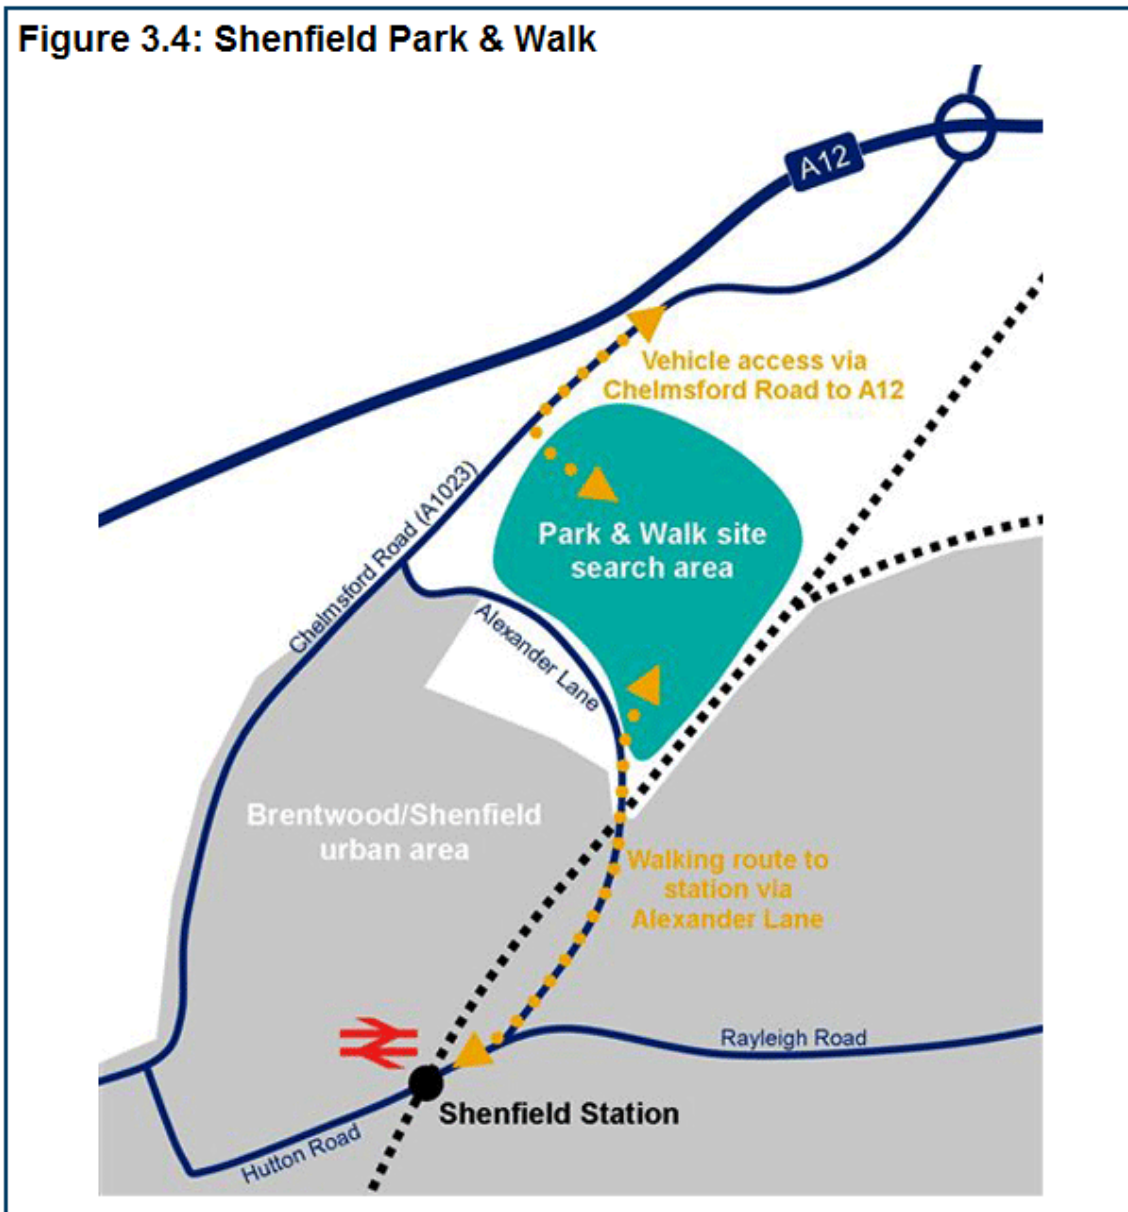 Figure 3.4: Shenfield Park & Walk
A12
Vehicle access via
Chelmsford Road to A12
Chelmsford Road (A1023)
Park & Walk site
search area
Alexander Lane
Brentwood/Shenfield
urban area
Walking route to
station via
Alexander Lane
Rayleigh Road
Shenfield Station
Hutton Road